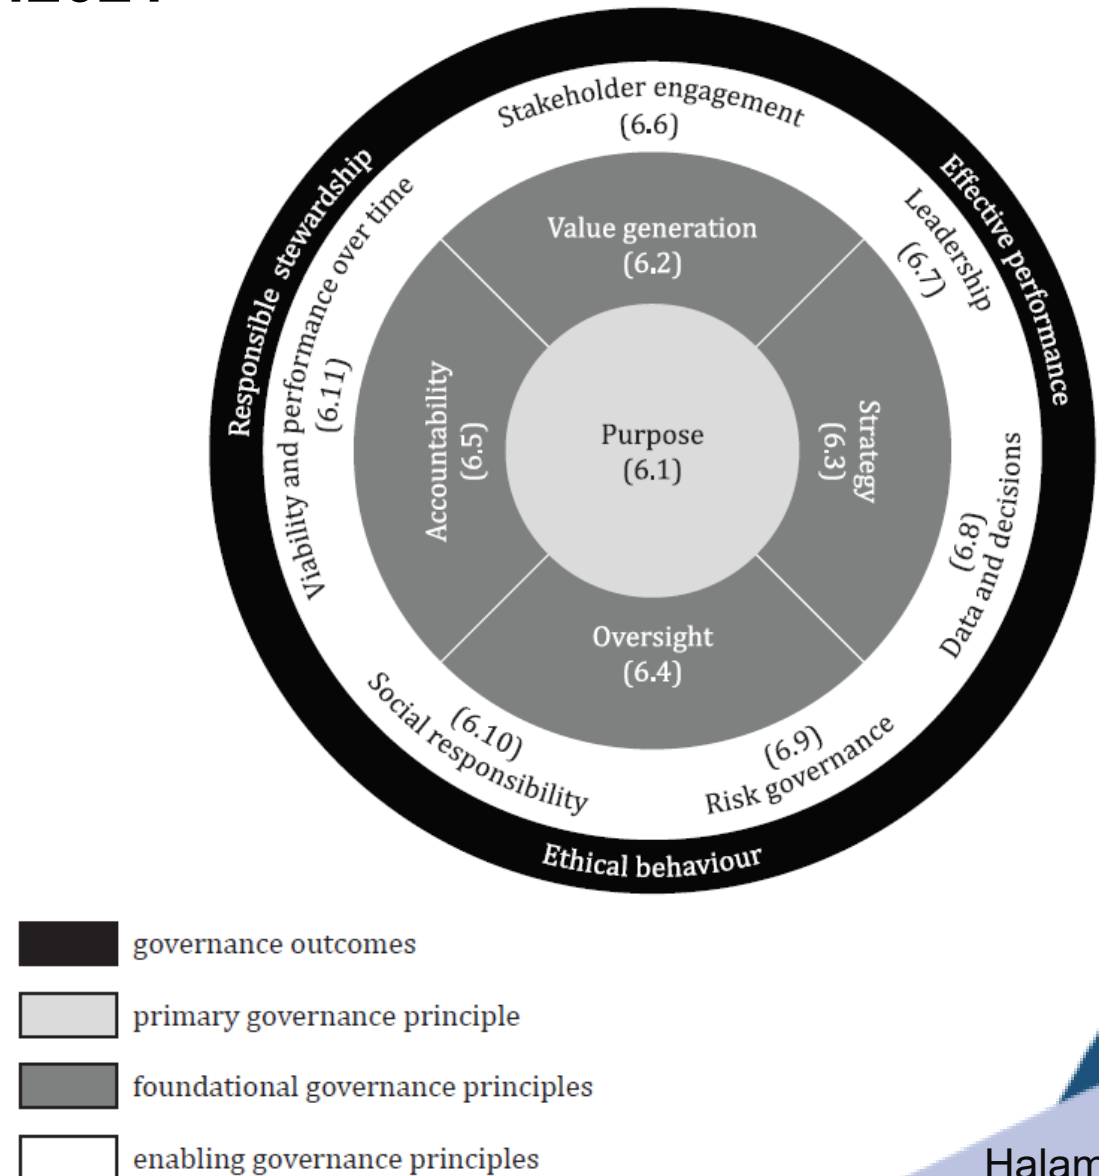 Stakeholder engagement
(6.6)
Leadership
(6.7)
Data and decisions
(6.8)
Risk governance
(6.9)
Social responsibility
(6.10)
Viability and performance over time
(6.11)
Responsible stewardship
Effective performance
Ethical behaviour
Value generation
(6.2)
Strategy
(6.3)
Oversight
(6.4)
Accountability
(6.5)
Purpose
(6.1)
governance outcomes
primary governance principle
foundational governance principles
enabling governance principles